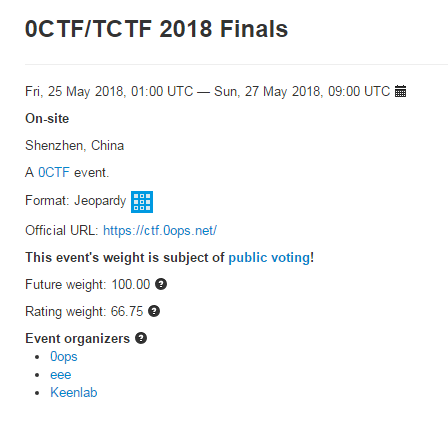 0CTF/TCTF 2018 Finals
Fri, 25 May 2018, 01:00 UTC — Sun, 27 May 2018, 09:00 UTC
On-site
Shenzhen, China
A 0CTF event.
Format: Jeopardy
Official URL: https://ctf.0ops.net/
This event's weight is subject of public voting!
Future weight: 100.00
Rating weight: 66.75
Event organizers
0ops
eee
Keenlab